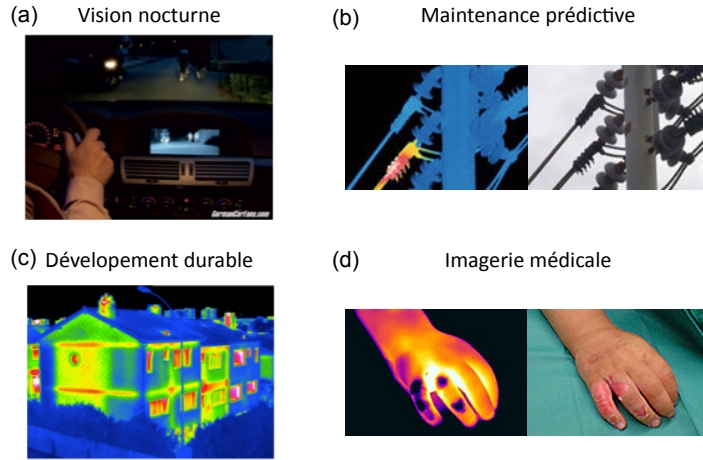 (a) Vision nocturne
(b) Maintenance prédictive
GermanCarFans.com
(c) Dévelopement durable
(d) Imagerie médicale